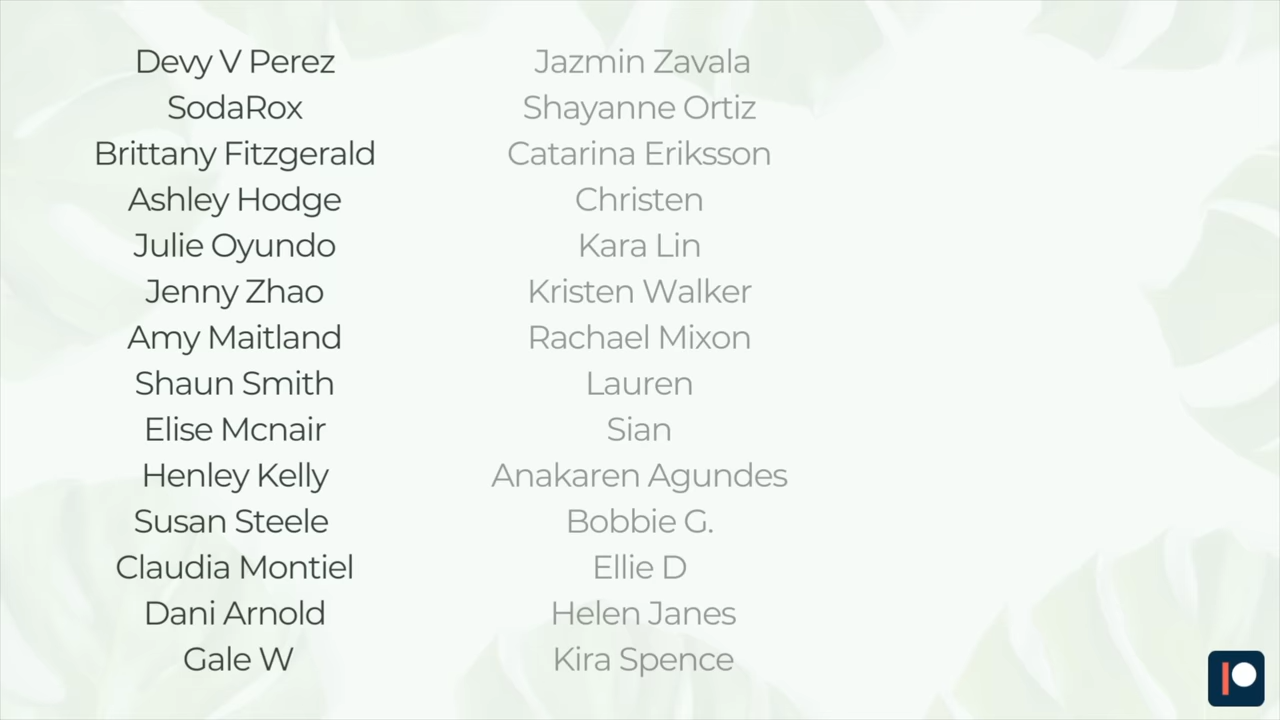 Devy V Perez
SodaRox
Brittany Fitzgerald
Ashley Hodge
Julie Oyundo
Jenny Zhao
Amy Maitland
Shaun Smith
Elise Mcnair
Henley Kelly
Susan Steele
Claudia Montiel
Dani Arnold
Gale W
Jazmin Zavala
Shayanne Ortiz
Catarina Eriksson
Christen
Kara Lin
Kristen Walker
Rachael Mixon
Lauren
Sian
Anakaren Agundes
Bobbie G.
Ellie D
Helen Janes
Kira Spence